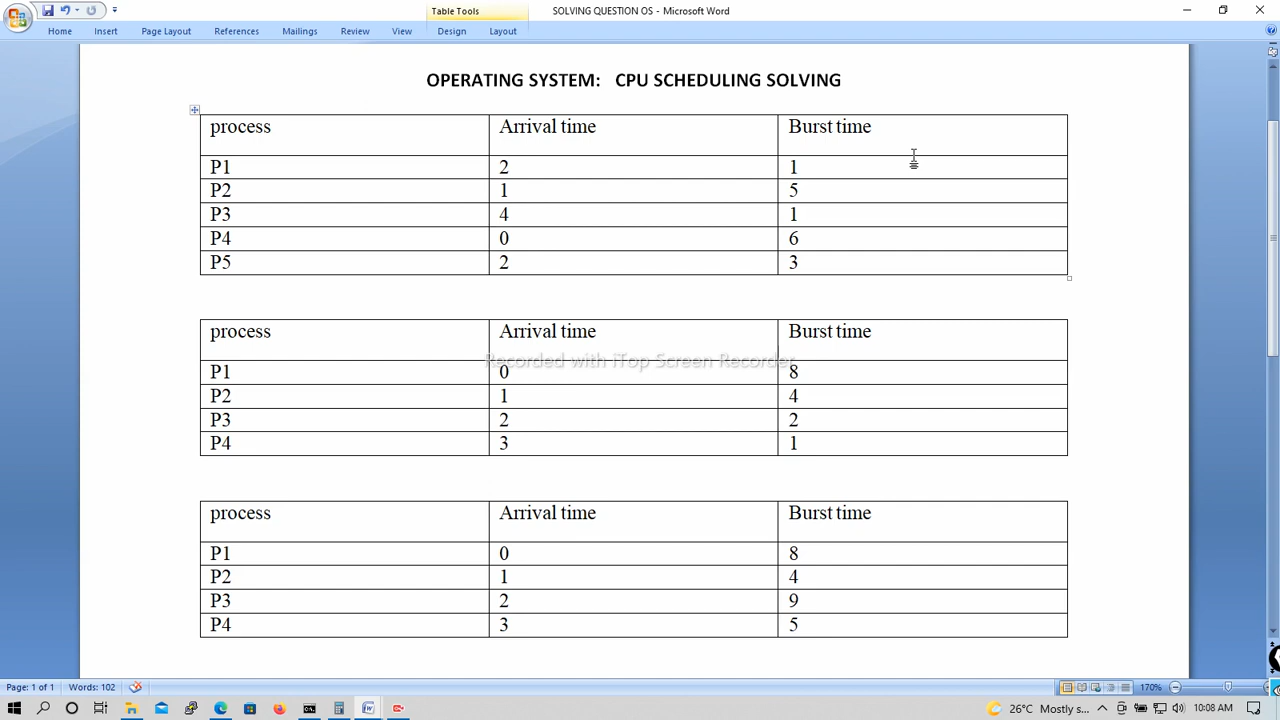 Table Tools
SOLVING QUESTION OS - Microsoft Word
Home Insert Page Layout References Mailings Review View Design Layout
OPERATING SYSTEM: CPU SCHEDULING SOLVING
process Arrival time Burst time
P1 2 1
P2 1 5
P3 4 1
P4 0 6
P5 2 3
process Arrival time Burst time
Recorded with iTop Screen Recorder
P1 0 8
P2 1 4
P3 2 2
P4 3 1
process Arrival time Burst time
P1 0 8
P2 1 4
P3 2 9
P4 3 5
Page: 1 of 1 Words: 102 170%
26°C Mostly s... 10:08 AM